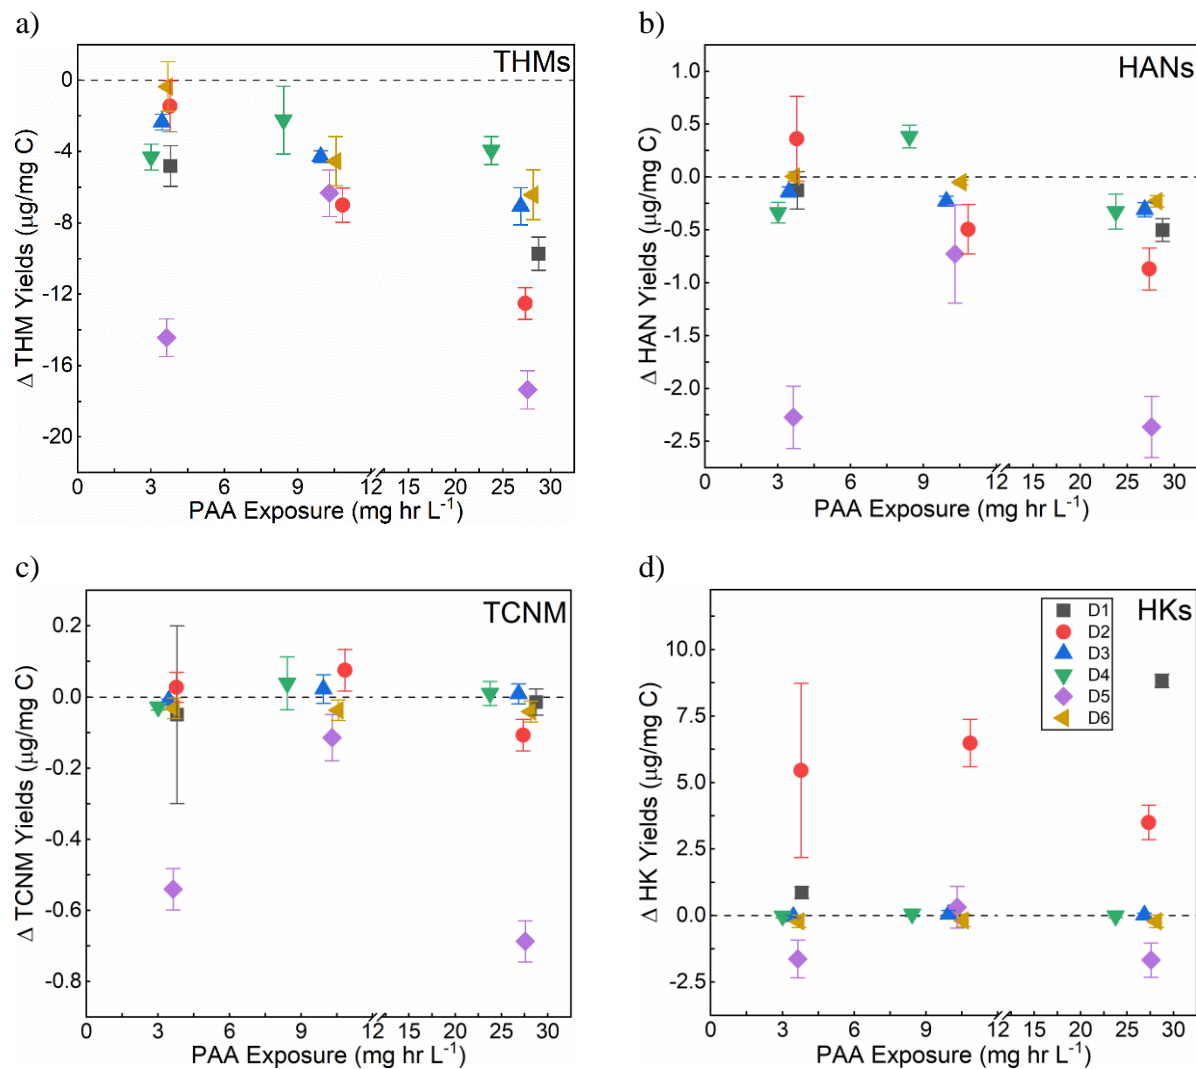 a)
THMs
0
-4
-8
-12
-16
-20
Δ THM Yields (μg/mg C)
0 3 6 9 12 15 20 25 30
PAA Exposure (mg hr L⁻¹)
b)
HANs
1.0
0.5
0.0
-0.5
-1.0
-1.5
-2.0
-2.5
Δ HAN Yields (μg/mg C)
0 3 6 9 12 15 20 25 30
PAA Exposure (mg hr L⁻¹)
c)
TCNM
0.2
0.0
-0.2
-0.4
-0.6
-0.8
Δ TCNM Yields (μg/mg C)
0 3 6 9 12 15 20 25 30
PAA Exposure (mg hr L⁻¹)
d)
HKs
D1
D2
D3
D4
D5
D6
10.0
7.5
5.0
2.5
0.0
-2.5
Δ HK Yields (μg/mg C)
0 3 6 9 12 15 20 25 30
PAA Exposure (mg hr L⁻¹)